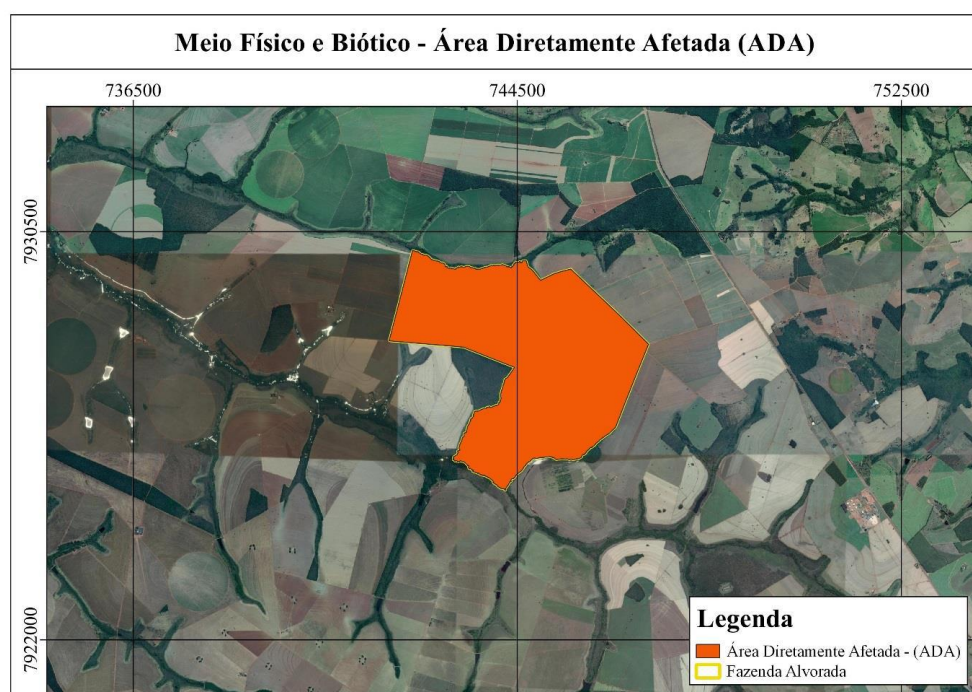 Meio Físico e Biótico - Área Diretamente Afetada (ADA)
736500 744500 752500
7930500
7922000
Legenda
Área Diretamente Afetada - (ADA)
Fazenda Alvorada